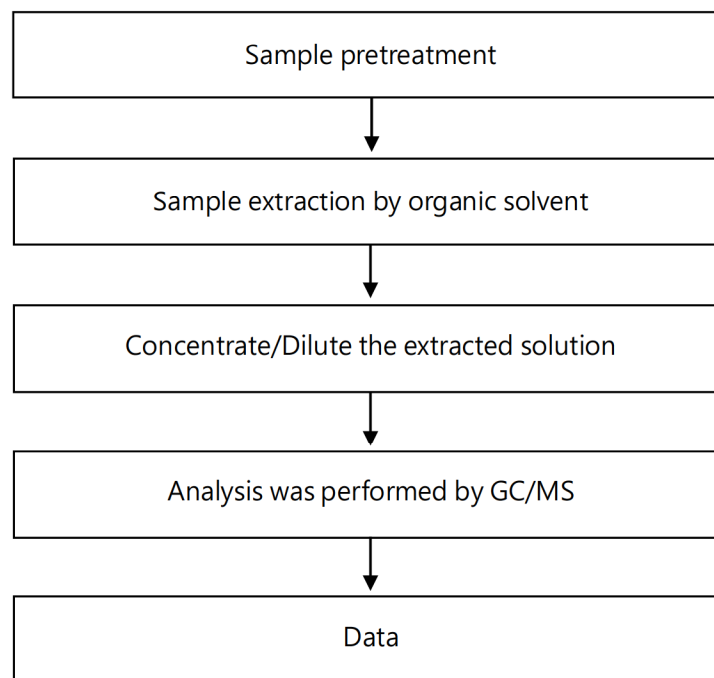 Sample pretreatment
Sample extraction by organic solvent
Concentrate/Dilute the extracted solution
Analysis was performed by GC/MS
Data